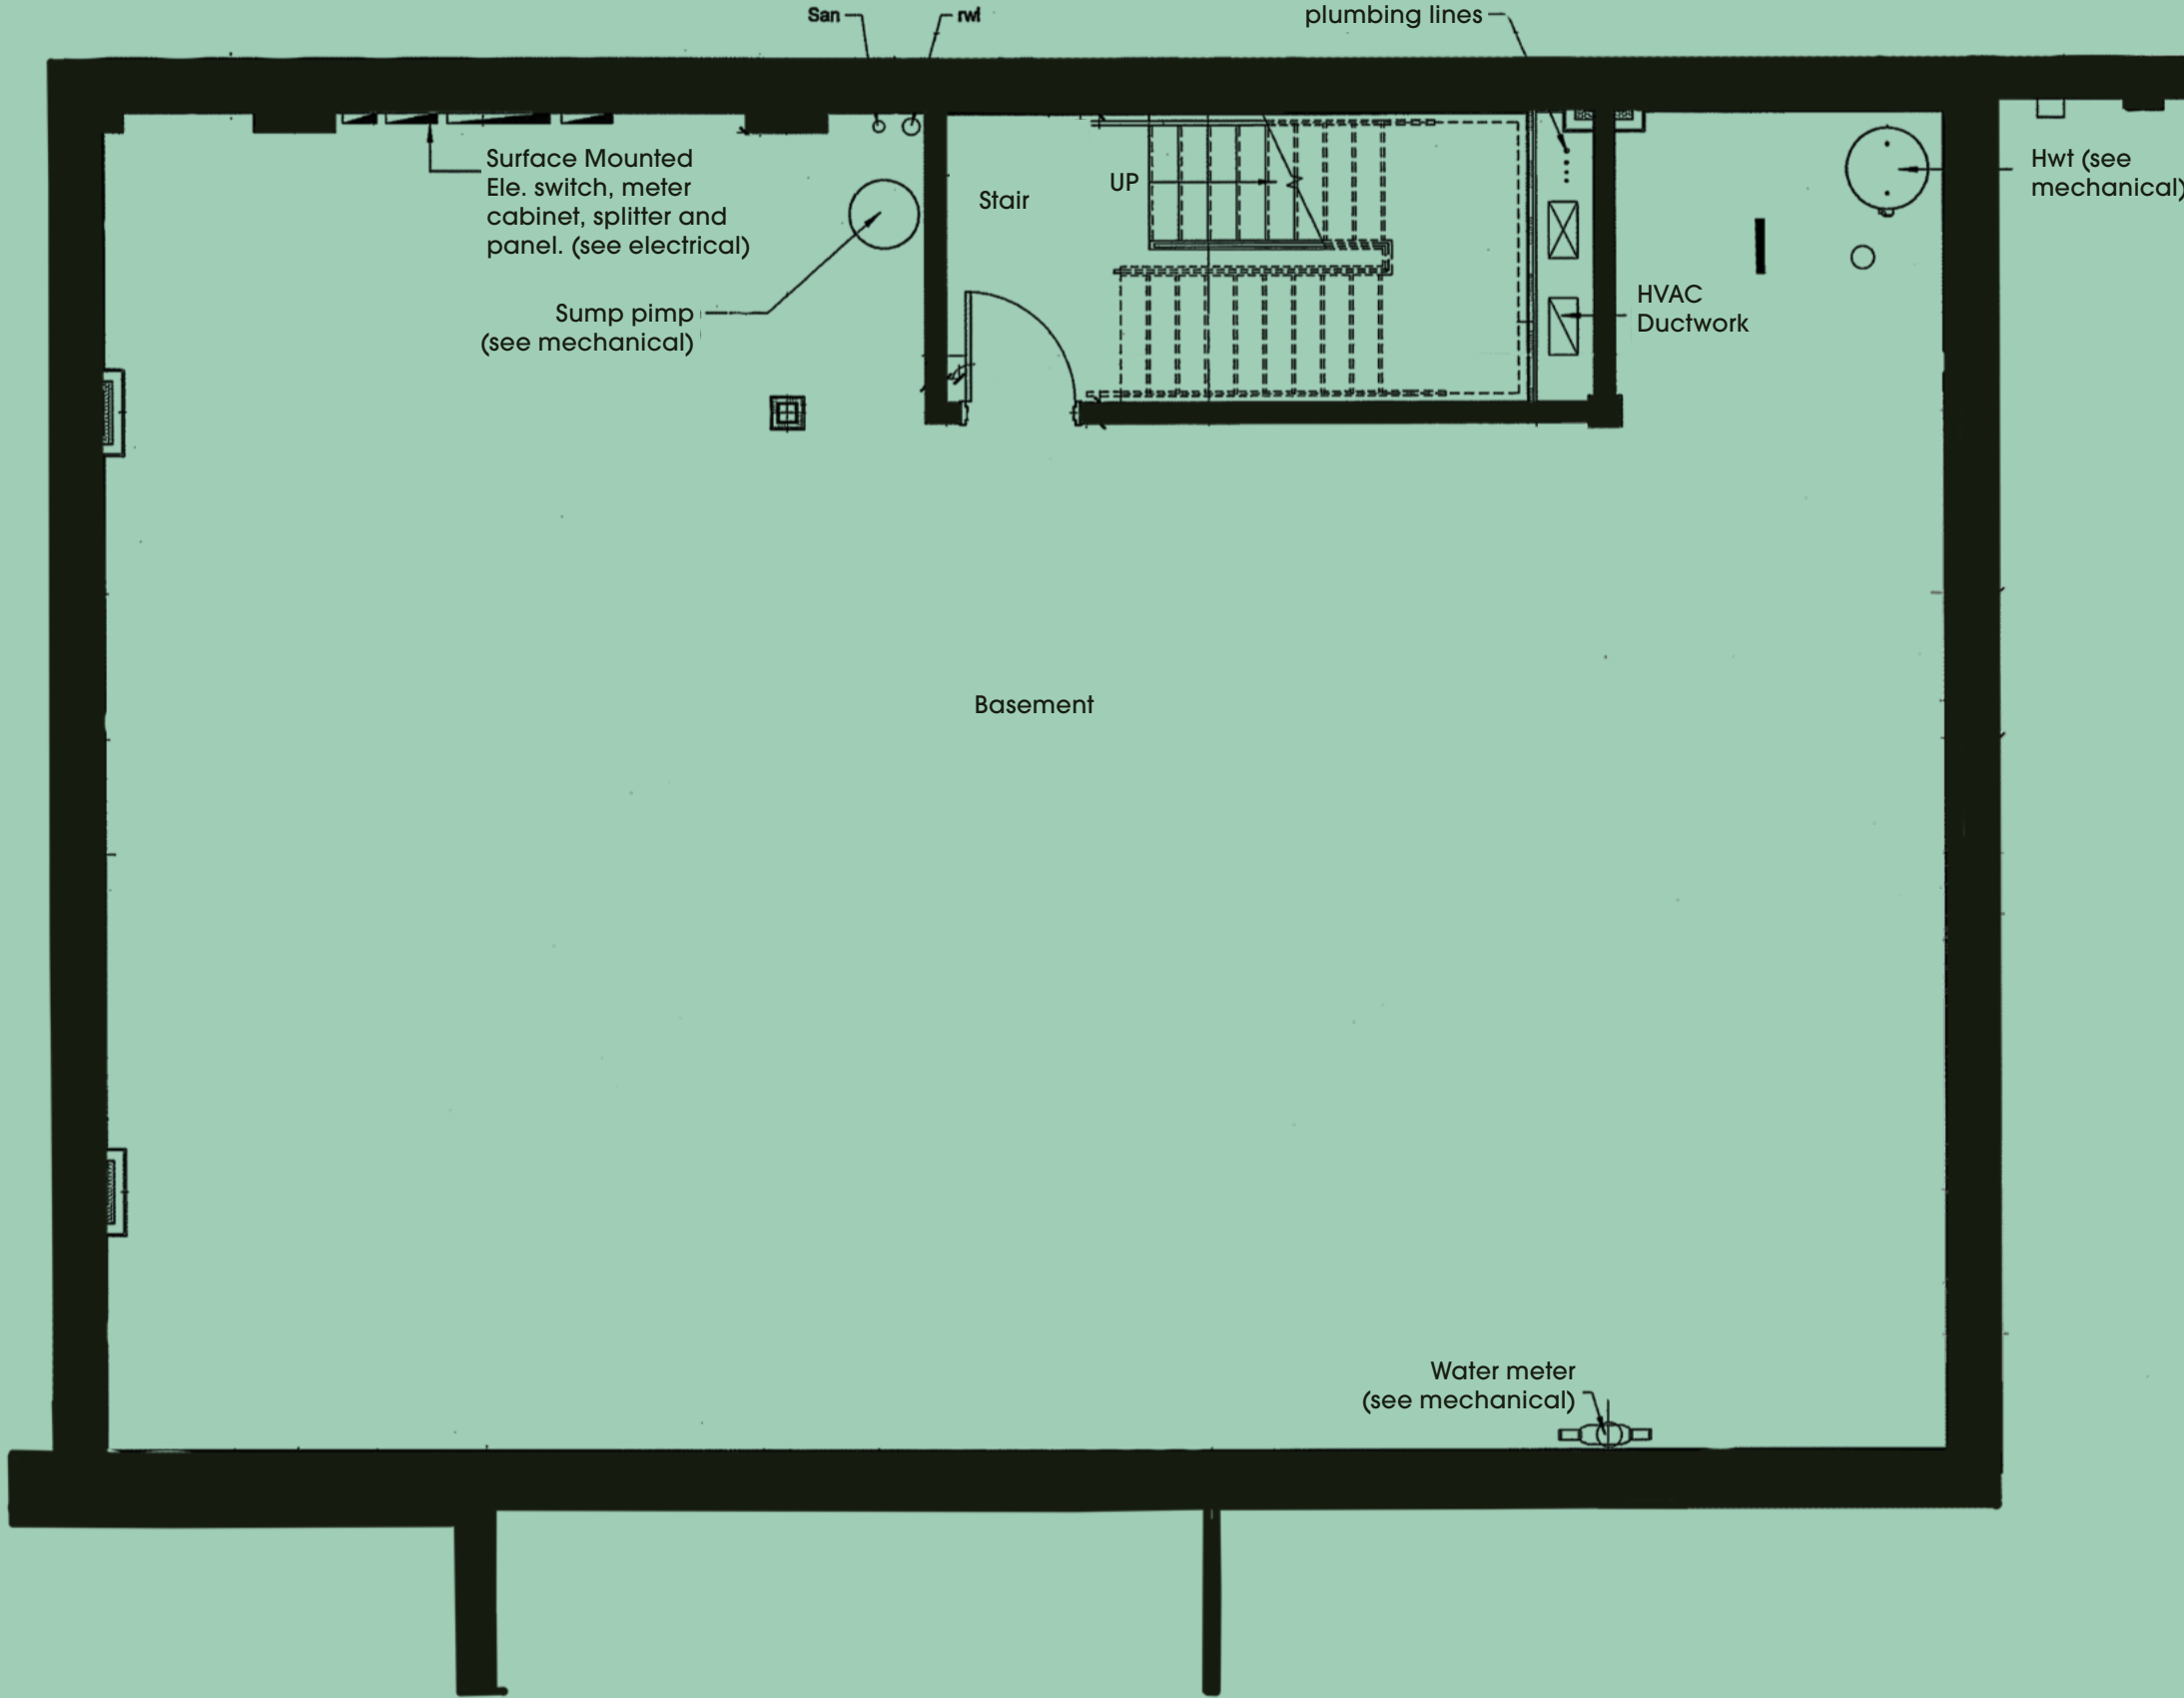 San
rwl
plumbing lines
Surface Mounted
Ele. switch, meter
cabinet, splitter and
panel. (see electrical)
Stair
UP
Hwt (see
mechanical)
Sump pimp
(see mechanical)
HVAC
Ductwork
Basement
Water meter
(see mechanical)